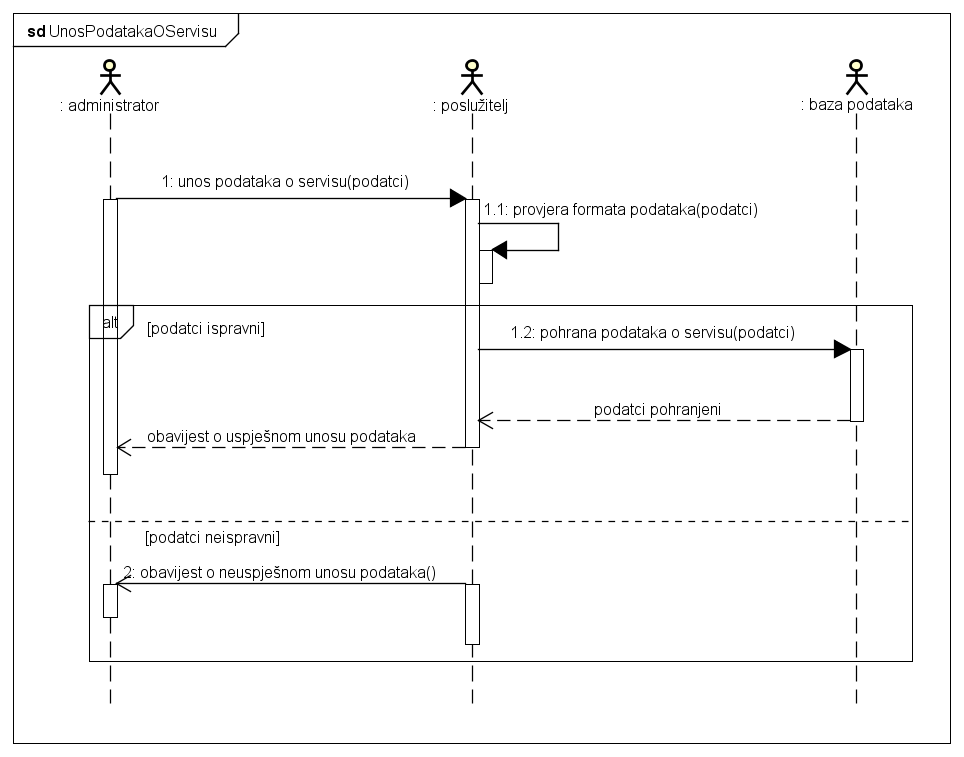 sd UnosPodatakaOServisu
: administrator
: poslužitelj
: baza podataka
1: unos podataka o servisu(podatci)
1.1: provjera formata podataka(podatci)
alt
[podatci ispravni]
1.2: pohrana podataka o servisu(podatci)
podatci pohranjeni
obavijest o uspješnom unosu podataka
[podatci neispravni]
2: obavijest o neuspješnom unosu podataka()